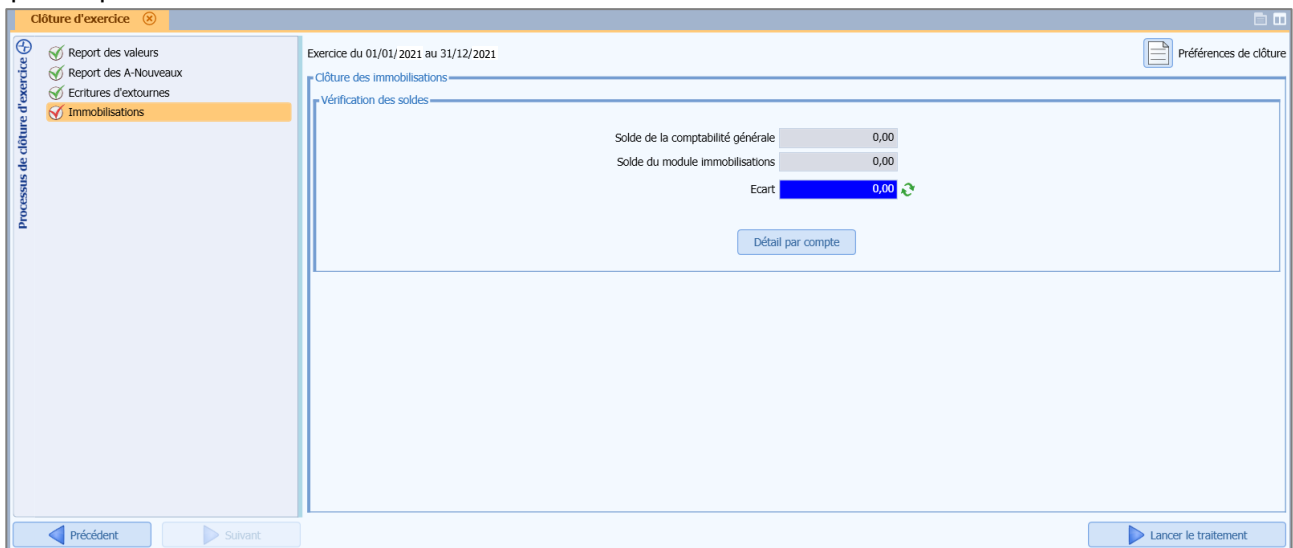 Clôture d'exercice
Processus de clôture d'exercice
Report des valeurs
Report des A-Nouveaux
Ecritures d'extournes
Immobilisations
Exercice du 01/01/2021 au 31/12/2021
Préférences de clôture
Clôture des immobilisations
Vérification des soldes
Solde de la comptabilité générale 0,00
Solde du module immobilisations 0,00
Ecart 0,00
Détail par compte
Précédent
Suivant
Lancer le traitement